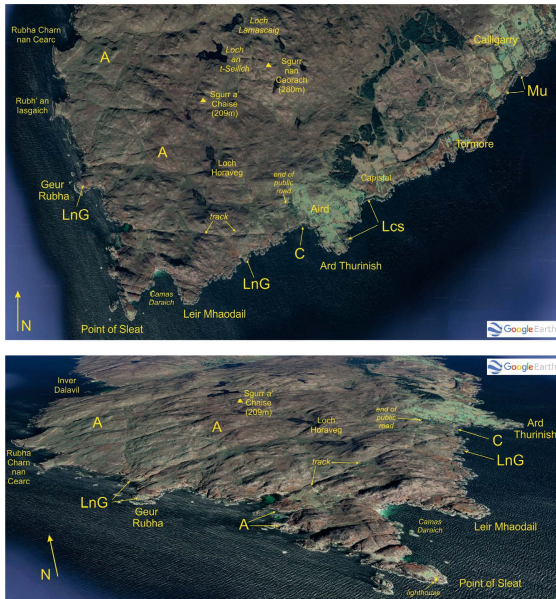 Rubha Charn
nan Cearc
A
Loch
Lamascaig
Loch
an
t-Seilich
Sgurr
nan
Caorach
(280m)
Calligarry
Mu
Sgurr a'
Chaise
(209m)
Rubh' an
Iasgaich
A
Tormore
Loch
Horaveg
end of
public
road
Capistal
Geur
Rubha
LnG
Aird
track
Lcs
C
LnG
Ard Thurinish
Camas
Daraich
Leir Mhaodail
N
Point of Sleat
Google Earth
Google Earth
Inver
Dalavil
Sgurr a'
Chaise
(209m)
A
A
Loch
Horaveg
end of
public
road
Ard
Thurinish
C
LnG
Rubha
Charn
nan
Cearc
track
LnG
Geur
Rubha
A
Camas
Daraich
Leir Mhaodail
N
Point of Sleat
lighthouse